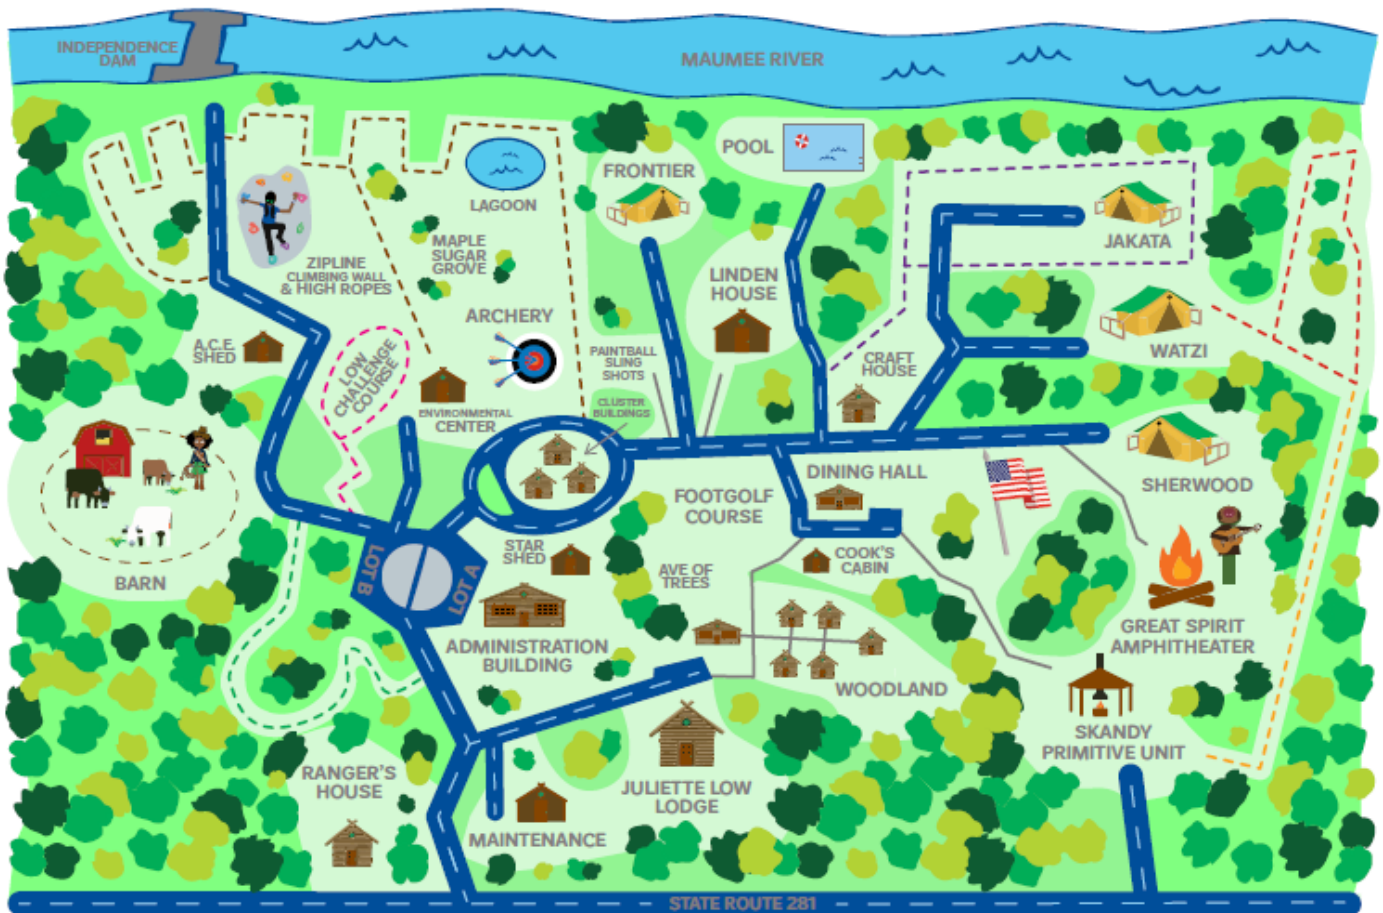 INDEPENDENCE
DAM
MAUMEE RIVER
POOL
FRONTIER
LAGOON
JAKATA
MAPLE
SUGAR
GROVE
ZIPLINE
CLIMBING WALL
& HIGH ROPES
LINDEN
HOUSE
ARCHERY
A.C.E.
SHED
LOW
CHALLENGE
COURSE
PAINTBALL
SLING
SHOTS
CRAFT
HOUSE
WATZI
CLUSTER
BUILDINGS
ENVIRONMENTAL
CENTER
DINING HALL
SHERWOOD
FOOTGOLF
COURSE
STAR
SHED
COOK'S
CABIN
LOT B
LOT A
AVE OF
TREES
BARN
GREAT SPIRIT
AMPHITHEATER
ADMINISTRATION
BUILDING
WOODLAND
SKANDY
PRIMITIVE UNIT
RANGER'S
HOUSE
JULIETTE LOW
LODGE
MAINTENANCE
STATE ROUTE 281